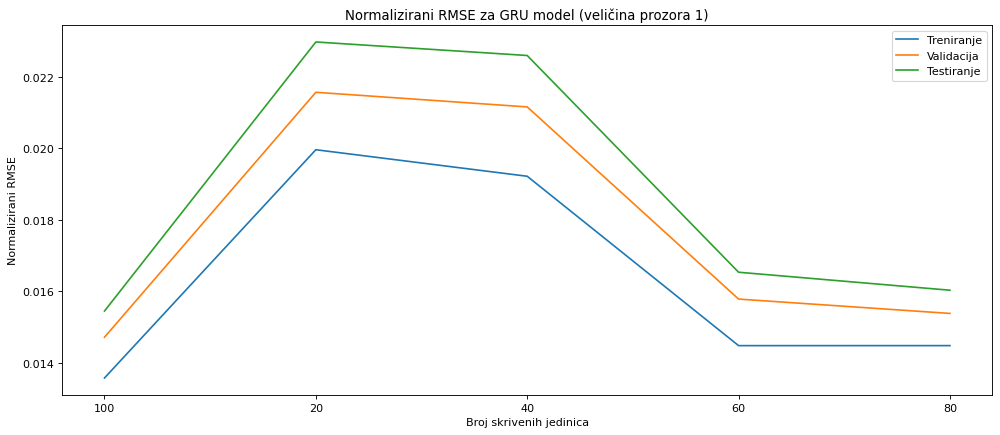 Normalizirani RMSE za GRU model (veličina prozora 1)
Treniranje
Validacija
Testiranje
Normalizirani RMSE
0.022
0.020
0.018
0.016
0.014
100 20 40 60 80
Broj skrivenih jedinica